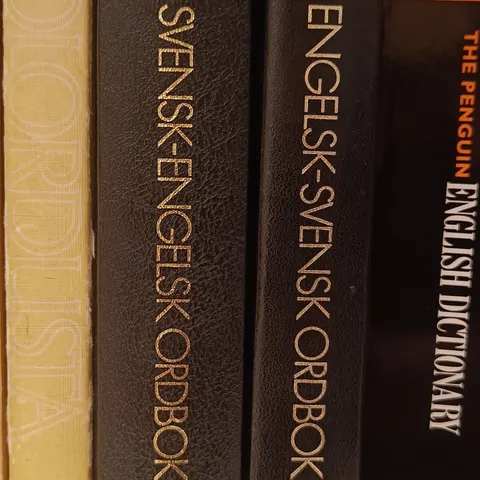 ORDLISTA
SVENSK-ENGELSK ORDBOK
ENGELSK-SVENSK ORDBOK
THE PENGUIN
ENGLISH DICTIONARY